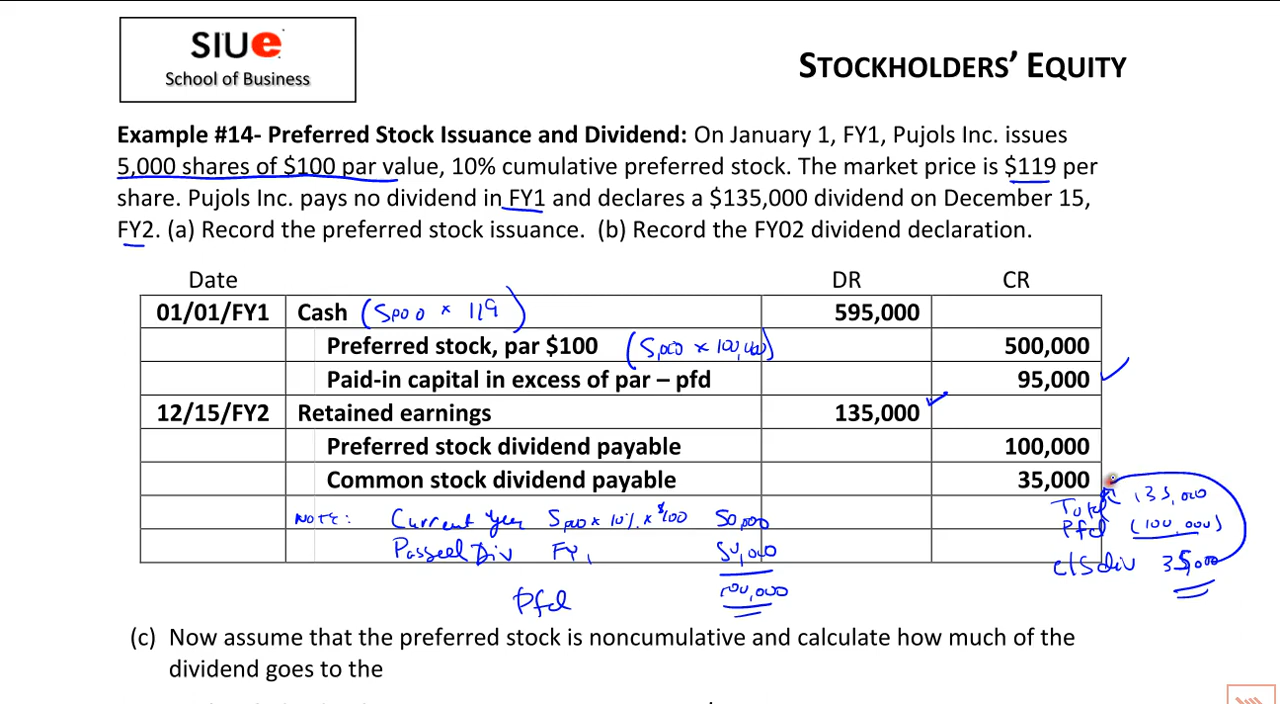 SIUe
School of Business
STOCKHOLDERS' EQUITY
Example #14- Preferred Stock Issuance and Dividend: On January 1, FY1, Pujols Inc. issues
5,000 shares of $100 par value, 10% cumulative preferred stock. The market price is $119 per
share. Pujols Inc. pays no dividend in FY1 and declares a $135,000 dividend on December 15,
FY2. (a) Record the preferred stock issuance. (b) Record the FY02 dividend declaration.
Date DR CR
01/01/FY1 Cash (5000 × 119) 595,000
Preferred stock, par $100 (5,000 × 100,000) 500,000
Paid-in capital in excess of par – pfd 95,000
12/15/FY2 Retained earnings 135,000
Preferred stock dividend payable 100,000
Common stock dividend payable 35,000
NOTE: Current year 5,000 × 10% × $100 50,000 Total 135,000
Passed Div FY1 50,000 Pfd (100,000)
100,000 c/s div 35,000
Pfd
(c) Now assume that the preferred stock is noncumulative and calculate how much of the
dividend goes to the